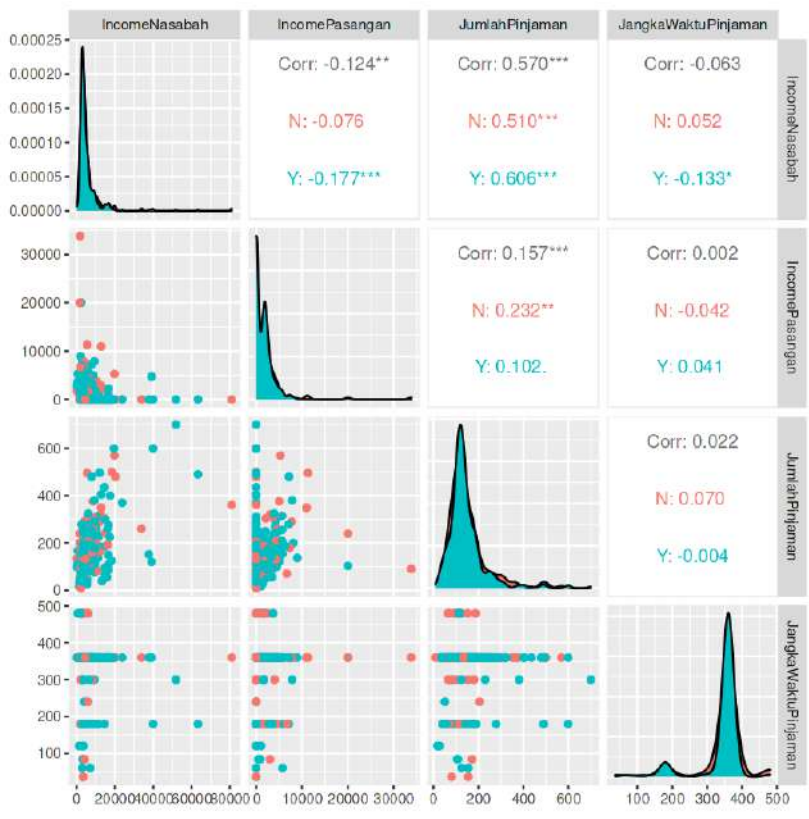 IncomeNasabah IncomePasangan JumlahPinjaman JangkaWaktuPinjaman
0.00025
0.00020
0.00015
0.00010
0.00005
0.00000
Corr: -0.124**
N: -0.076
Y: -0.177***
Corr: 0.570***
N: 0.510***
Y: 0.606***
Corr: -0.063
N: 0.052
Y: -0.133*
IncomeNasabah
30000
20000
10000
0
Corr: 0.157***
N: 0.232**
Y: 0.102.
Corr: 0.002
N: -0.042
Y: 0.041
IncomePasangan
600
400
200
0
Corr: 0.022
N: 0.070
Y: -0.004
JumlahPinjaman
500
400
300
200
100
JangkaWaktuPinjaman
0 20000 40000 60000 80000
0 10000 20000 30000
0 200 400 600
100 200 300 400 500